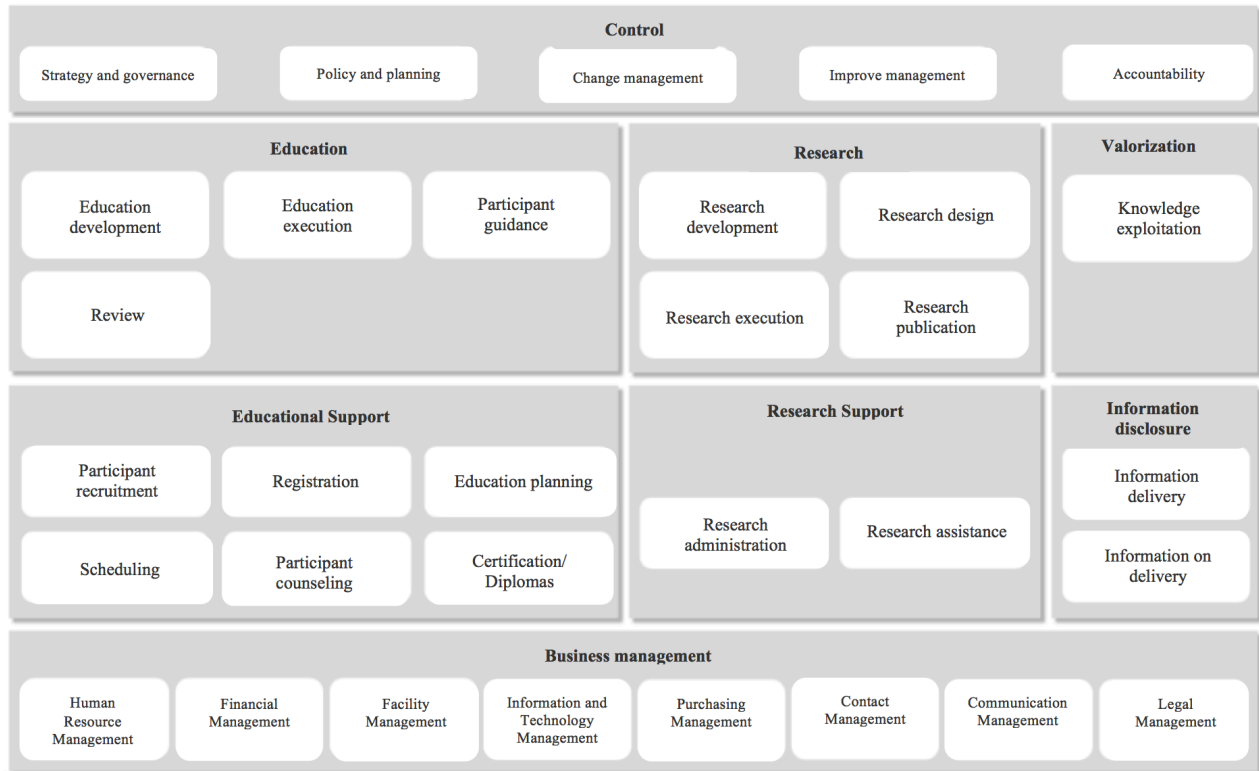 Control
Strategy and governance
Policy and planning
Change management
Improve management
Accountability
Education
Education
development
Education
execution
Participant
guidance
Review
Research
Research
development
Research design
Research execution
Research
publication
Valorization
Knowledge
exploitation
Educational Support
Participant
recruitment
Registration
Education planning
Scheduling
Participant
counseling
Certification/
Diplomas
Research Support
Research
administration
Research assistance
Information
disclosure
Information
delivery
Information on
delivery
Business management
Human
Resource
Management
Financial
Management
Facility
Management
Information and
Technology
Management
Purchasing
Management
Contact
Management
Communication
Management
Legal
Management